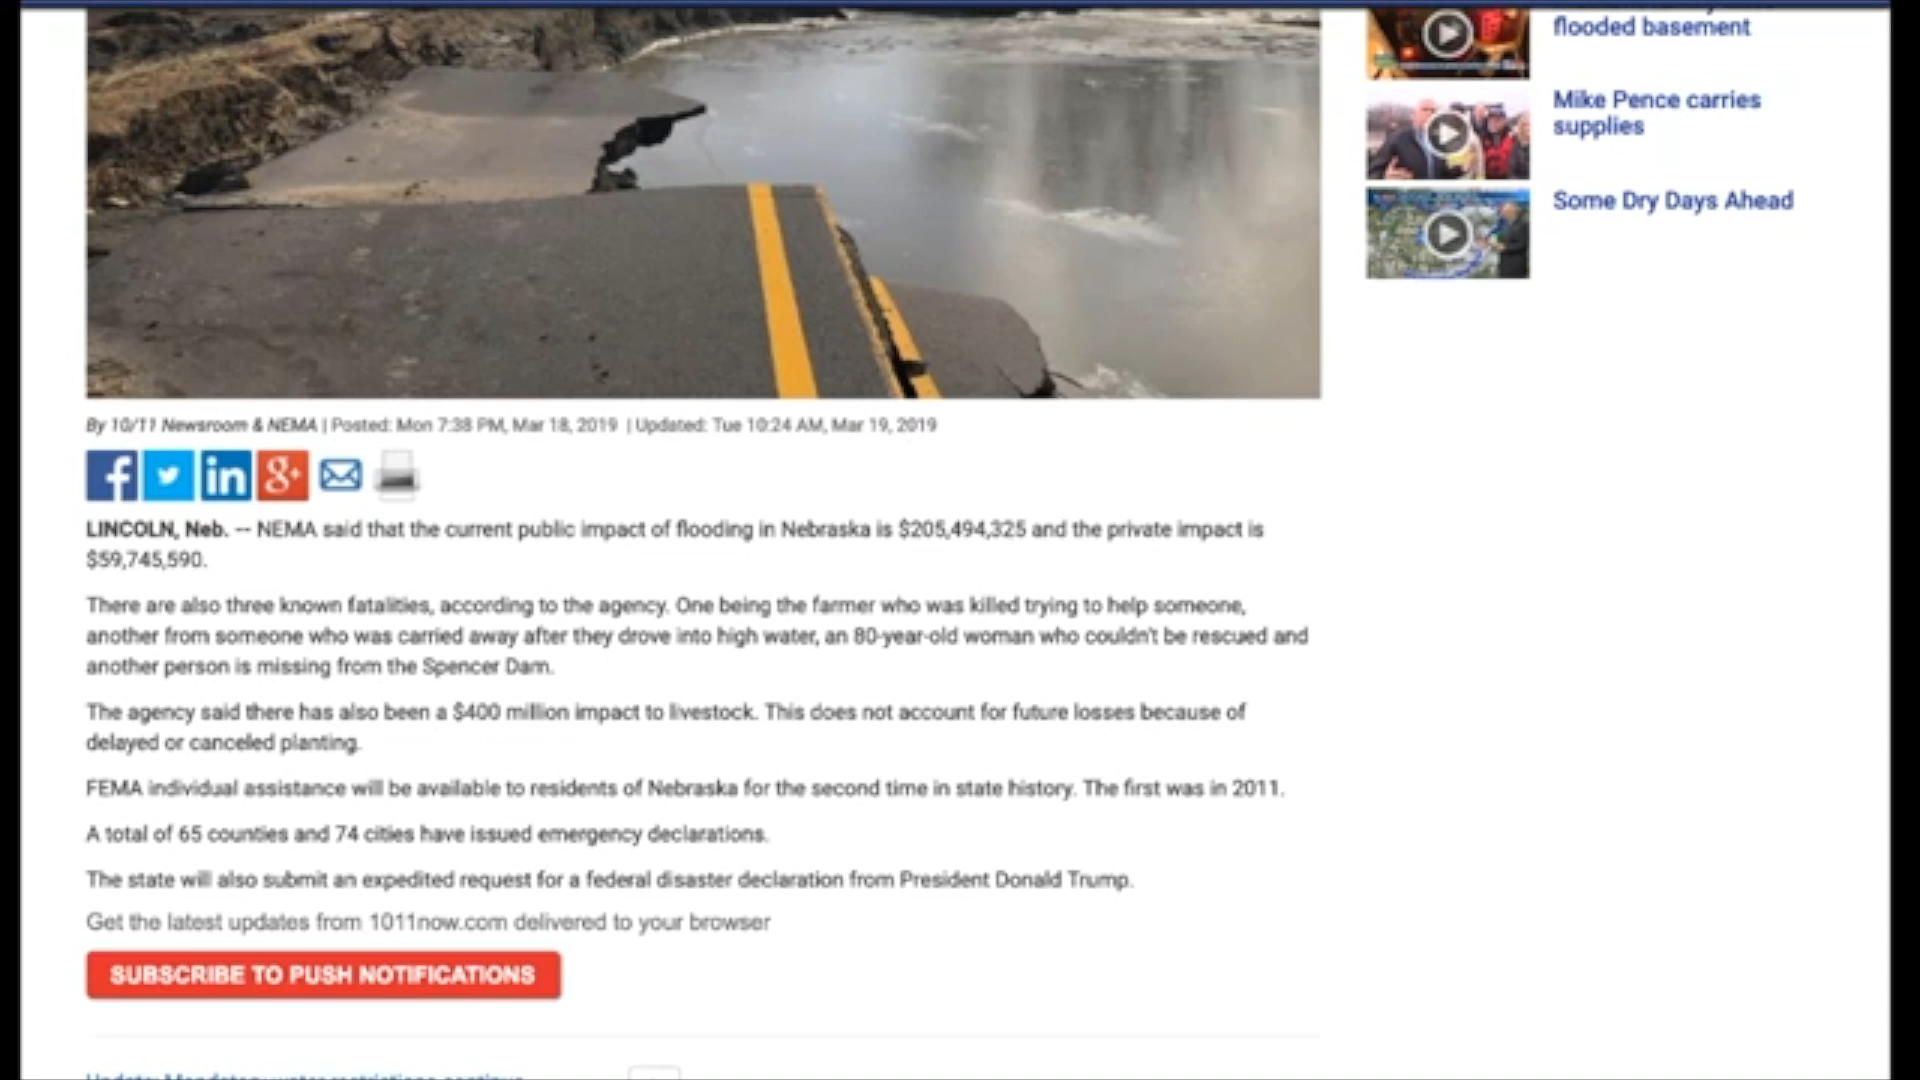 flooded basement
Mike Pence carries
supplies
Some Dry Days Ahead
By 10/11 Newsroom & NEMA | Posted: Mon 7:38 PM, Mar 18, 2019 | Updated: Tue 10:24 AM, Mar 19, 2019
f in g+
LINCOLN, Neb. -- NEMA said that the current public impact of flooding in Nebraska is $205,494,325 and the private impact is
$59,745,590.
There are also three known fatalities, according to the agency. One being the farmer who was killed trying to help someone,
another from someone who was carried away after they drove into high water, an 80-year-old woman who couldn't be rescued and
another person is missing from the Spencer Dam.
The agency said there has also been a $400 million impact to livestock. This does not account for future losses because of
delayed or canceled planting.
FEMA individual assistance will be available to residents of Nebraska for the second time in state history. The first was in 2011.
A total of 65 counties and 74 cities have issued emergency declarations.
The state will also submit an expedited request for a federal disaster declaration from President Donald Trump.
Get the latest updates from 1011now.com delivered to your browser
SUBSCRIBE TO PUSH NOTIFICATIONS
Update: Mandatory water restrictions continue